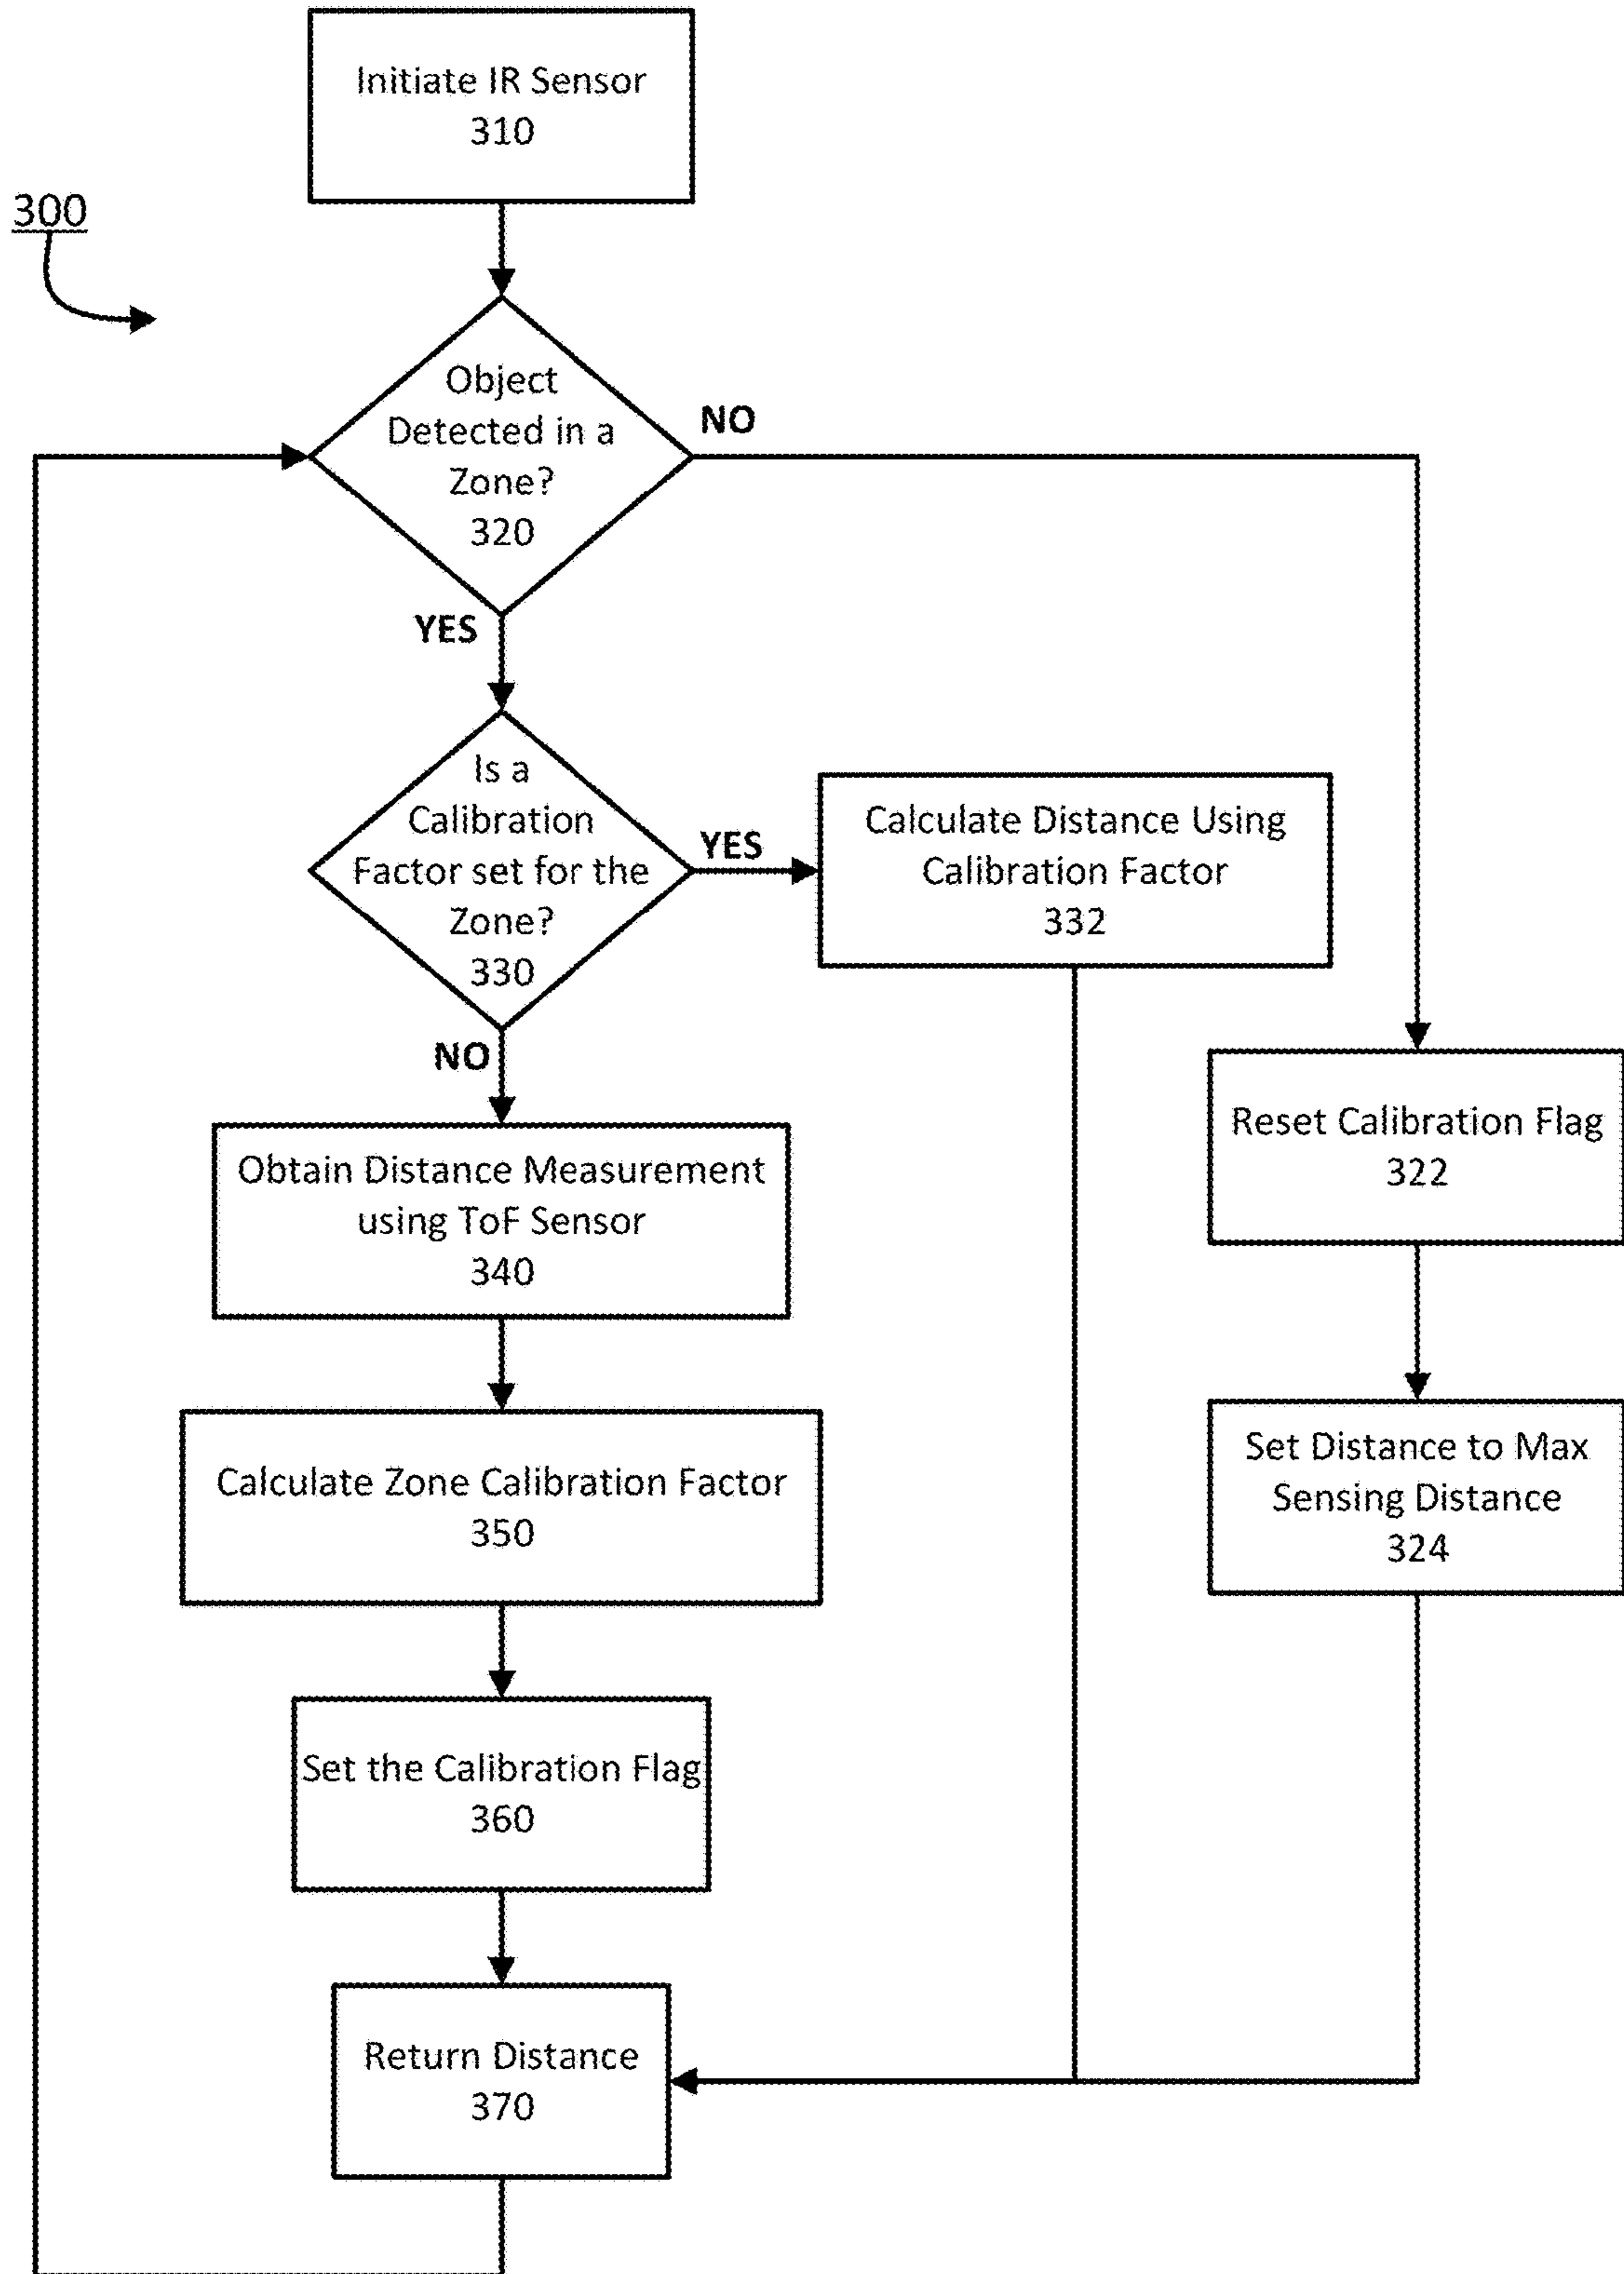 Initiate IR Sensor
310
300
Object
Detected in a
Zone?
320
NO
YES
Is a
Calibration
Factor set for the
Zone?
330
YES
Calculate Distance Using
Calibration Factor
332
NO
Reset Calibration Flag
322
Obtain Distance Measurement
using ToF Sensor
340
Set Distance to Max
Sensing Distance
324
Calculate Zone Calibration Factor
350
Set the Calibration Flag
360
Return Distance
370